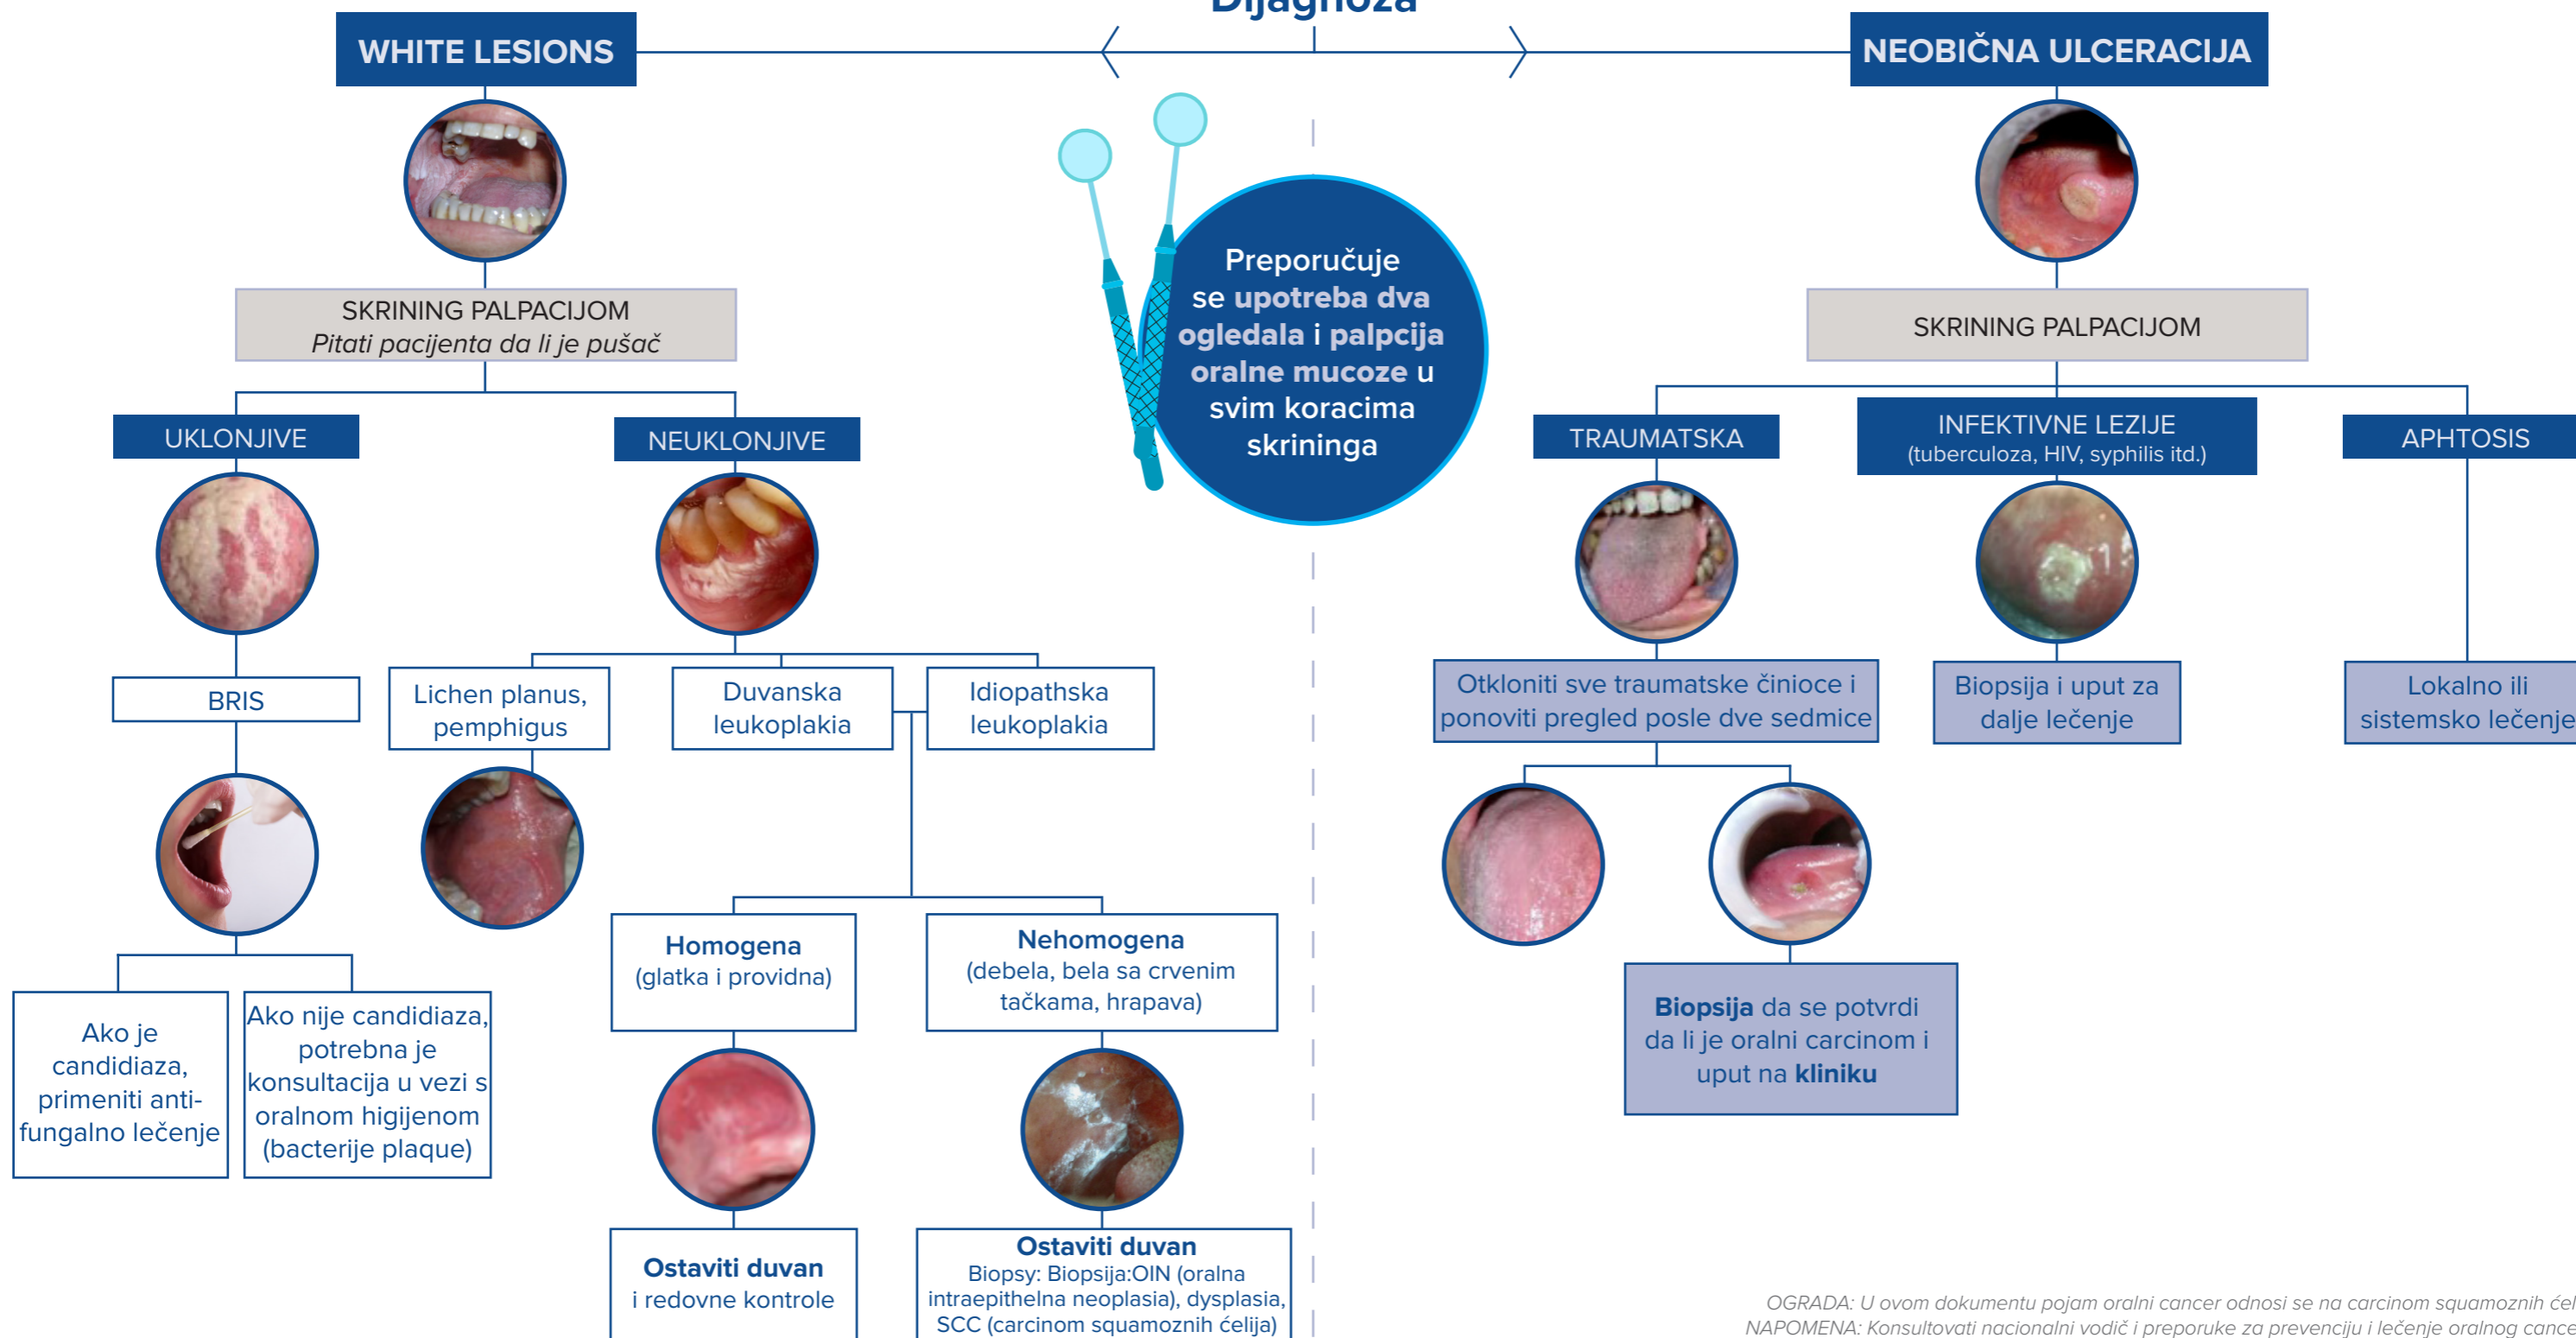 Dijagnoza
WHITE LESIONS
SKRINING PALPACIJOM
Pitati pacijenta da li je pušač
UKLONJIVE
NEUKLONJIVE
BRIS
Lichen planus,
pemphigus
Duvanska
leukoplakia
Idiopathska
leukoplakia
Ako je
candidiaza,
primeniti anti-
fungalno lečenje
Ako nije candidiaza,
potrebna je
konsultacija u vezi s
oralnom higijenom
(bacterije plaque)
Homogena
(glatka i providna)
Nehomogena
(debela, bela sa crvenim
tačkama, hrapava)
Ostaviti duvan
i redovne kontrole
Ostaviti duvan
Biopsy: Biopsija:OIN (oralna
intraepithelna neoplasia), dysplasia,
SCC (carcinom squamoznih ćelija)
Preporučuje
se upotreba dva
ogledala i palpcija
oralne mucoze u
svim koracima
skrininga
NEOBIČNA ULCERACIJA
SKRINING PALPACIJOM
TRAUMATSKA
INFEKTIVNE LEZIJE
(tuberculoza, HIV, syphilis itd.)
APHTOSIS
Otkloniti sve traumatske činioce i
ponoviti pregled posle dve sedmice
Biopsija i uput za
dalje lečenje
Lokalno ili
sistemsko lečenje
Biopsija da se potvrdi
da li je oralni carcinom i
uput na kliniku
OGRADA: U ovom dokumentu pojam oralni cancer odnosi se na carcinom squamoznih
NAPOMENA: Konsultovati nacionalni vodič i preporuke za prevenciju i lečenje oralnog